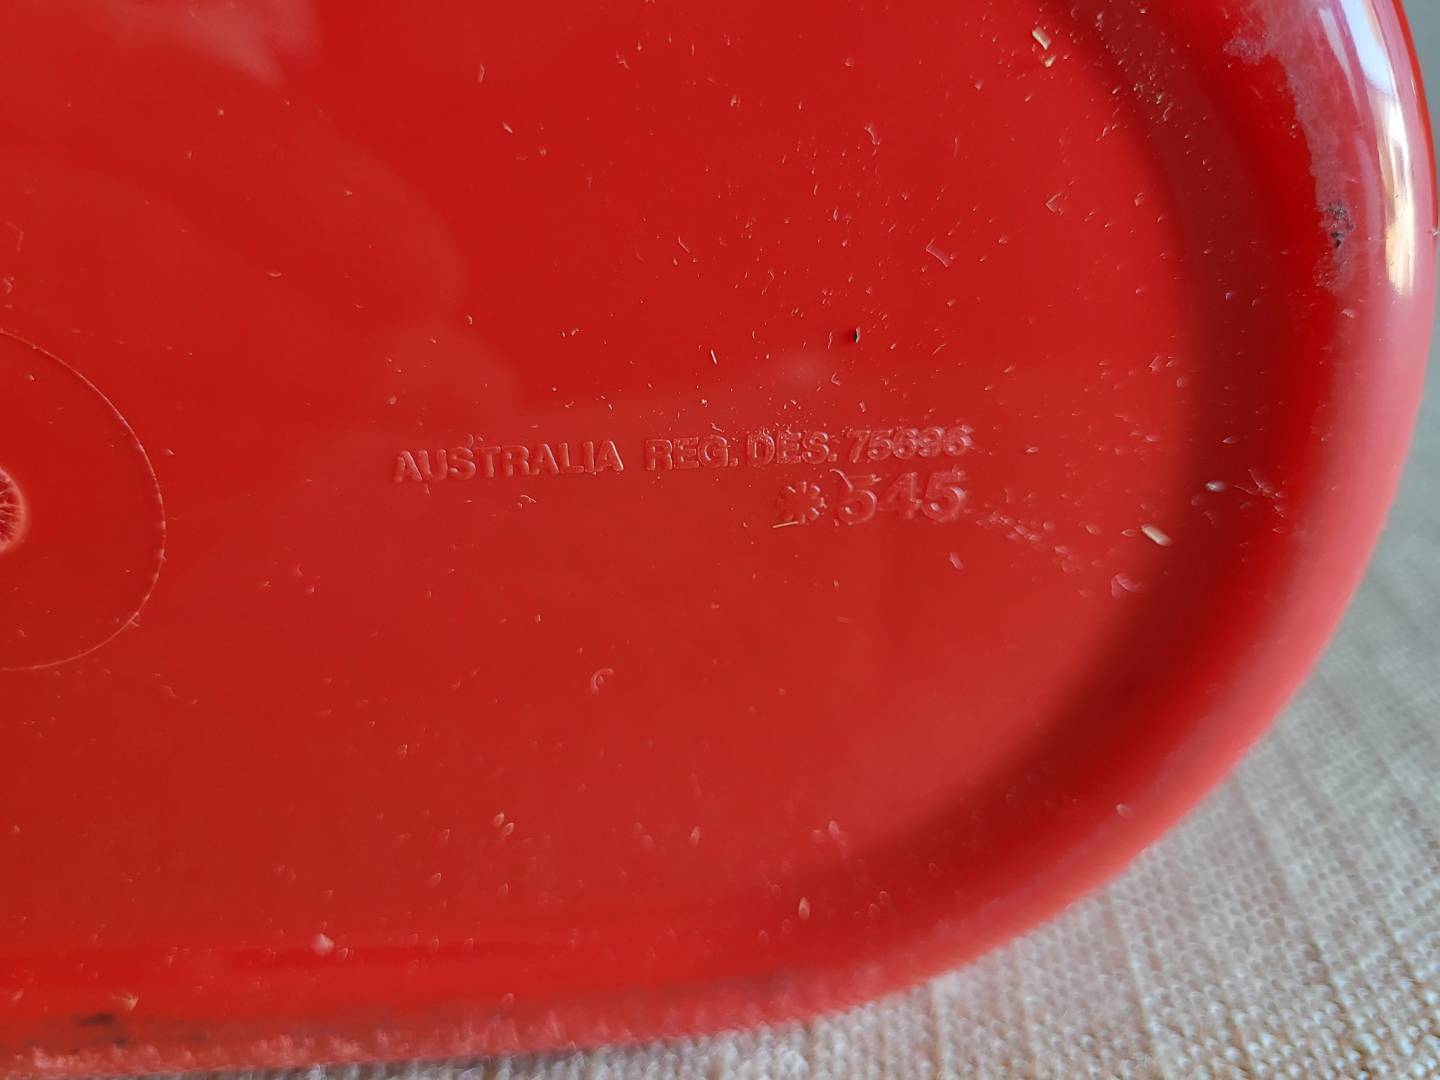 AUSTRALIA REG. DES. 75696
*545